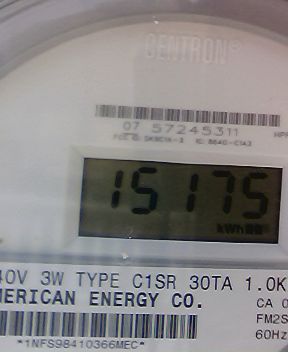 CENTRON®
07 57245311
15175
kWh
40V 3W TYPE C1SR 30TA 1.0K
MERICAN ENERGY CO.
CA 0
FM2S
60Hz
*1NFS98410366MEC*